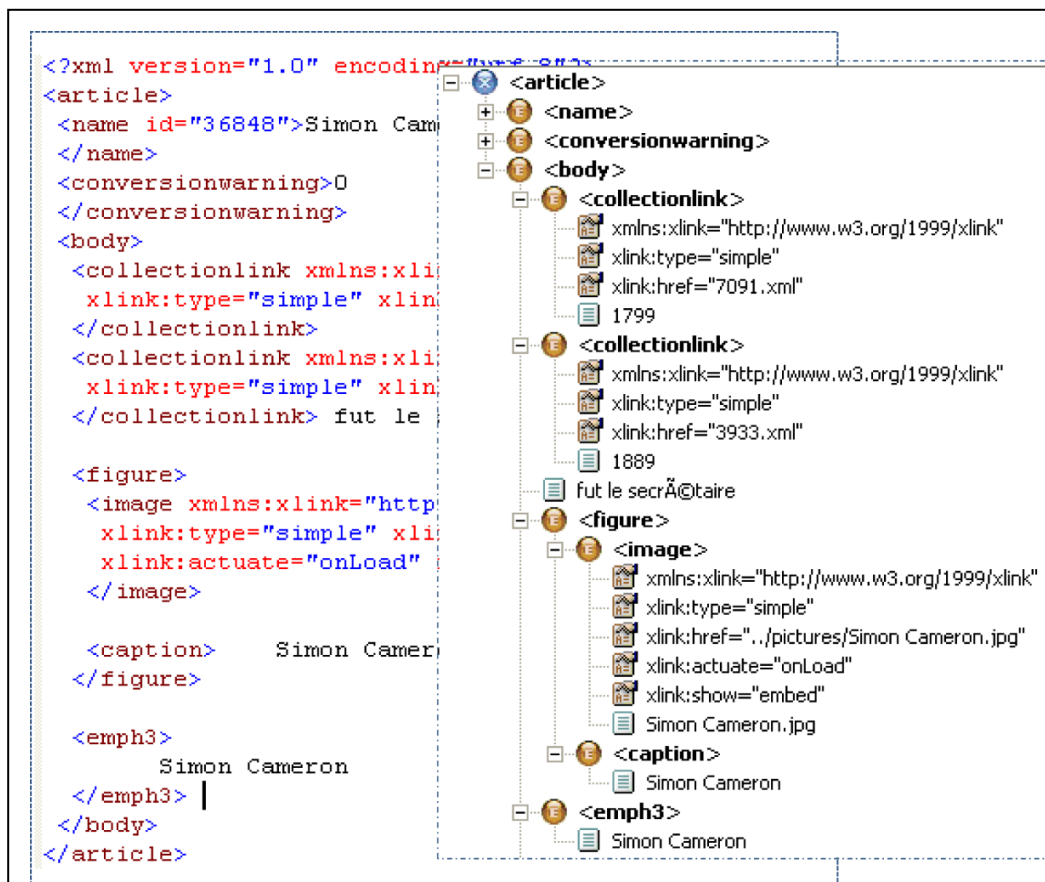 <?xml version="1.0" encoding="utf-8"?>
<article>
<name id="36848">Simon Cam
</name>
<conversionwarning>0
</conversionwarning>
<body>
<collectionlink xmlns:xli
xlink:type="simple" xlin
</collectionlink>
<collectionlink xmlns:xli
xlink:type="simple" xlin
</collectionlink> fut le
<figure>
<image xmlns:xlink="http
xlink:type="simple" xli
xlink:actuate="onLoad"
</image>
<caption> Simon Camer
</figure>
<emph3>
Simon Cameron
</emph3>
</body>
</article>
<article>
<name>
<conversionwarning>
<body>
<collectionlink>
xmlns:xlink="http://www.w3.org/1999/xlink"
xlink:type="simple"
xlink:href="7091.xml"
1799
<collectionlink>
xmlns:xlink="http://www.w3.org/1999/xlink"
xlink:type="simple"
xlink:href="3933.xml"
1889
fut le secrÃ©taire
<figure>
<image>
xmlns:xlink="http://www.w3.org/1999/xlink"
xlink:type="simple"
xlink:href="../pictures/Simon Cameron.jpg"
xlink:actuate="onLoad"
xlink:show="embed"
Simon Cameron.jpg
<caption>
Simon Cameron
<emph3>
Simon Cameron